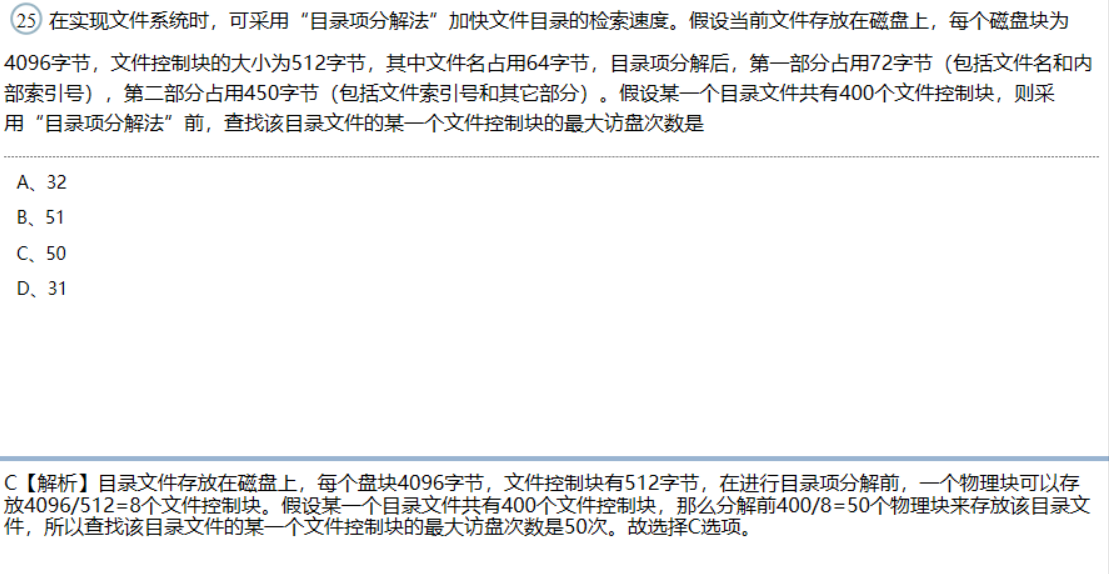 25 在实现文件系统时，可采用“目录项分解法”加快文件目录的检索速度。假设当前文件存放在磁盘上，每个磁盘块为
4096字节，文件控制块的大小为512字节，其中文件名占用64字节，目录项分解后，第一部分占用72字节（包括文件名和内
部索引号），第二部分占用450字节（包括文件索引号和其它部分）。假设某一个目录文件共有400个文件控制块，则采
用“目录项分解法”前，查找该目录文件的某一个文件控制块的最大访盘次数是
A、32
B、51
C、50
D、31
C【解析】目录文件存放在磁盘上，每个盘块4096字节，文件控制块有512字节，在进行目录项分解前，一个物理块可以存
放4096/512=8个文件控制块。假设某一个目录文件共有400个文件控制块，那么分解前400/8=50个物理块来存放该目录文
件，所以查找该目录文件的某一个文件控制块的最大访盘次数是50次。故选择C选项。